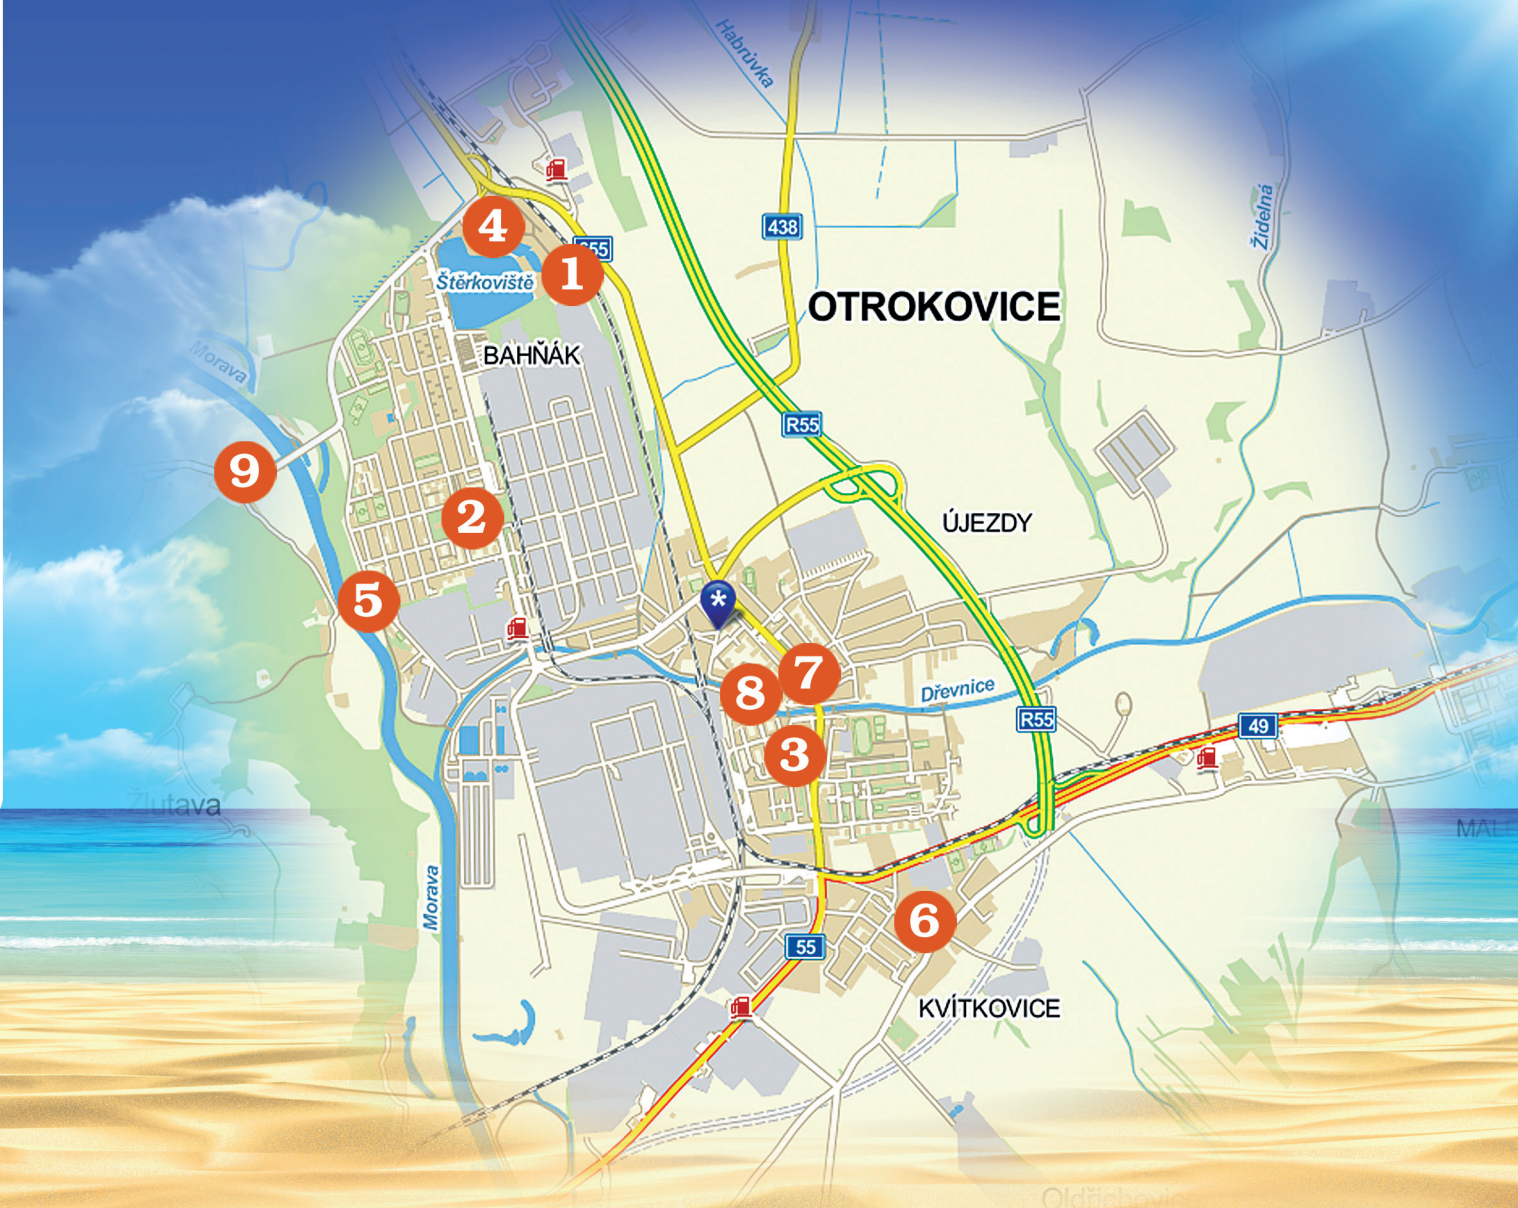 Habrůvka
438
Židelná
4
R55
1
Štěrkoviště
OTROKOVICE
BAHŇÁK
Morava
R55
9
2
ÚJEZDY
5
*
7
8
Dřevnice
R55
49
3
Žlutava
Morava
6
55
KVÍTKOVICE
Oldřichovice